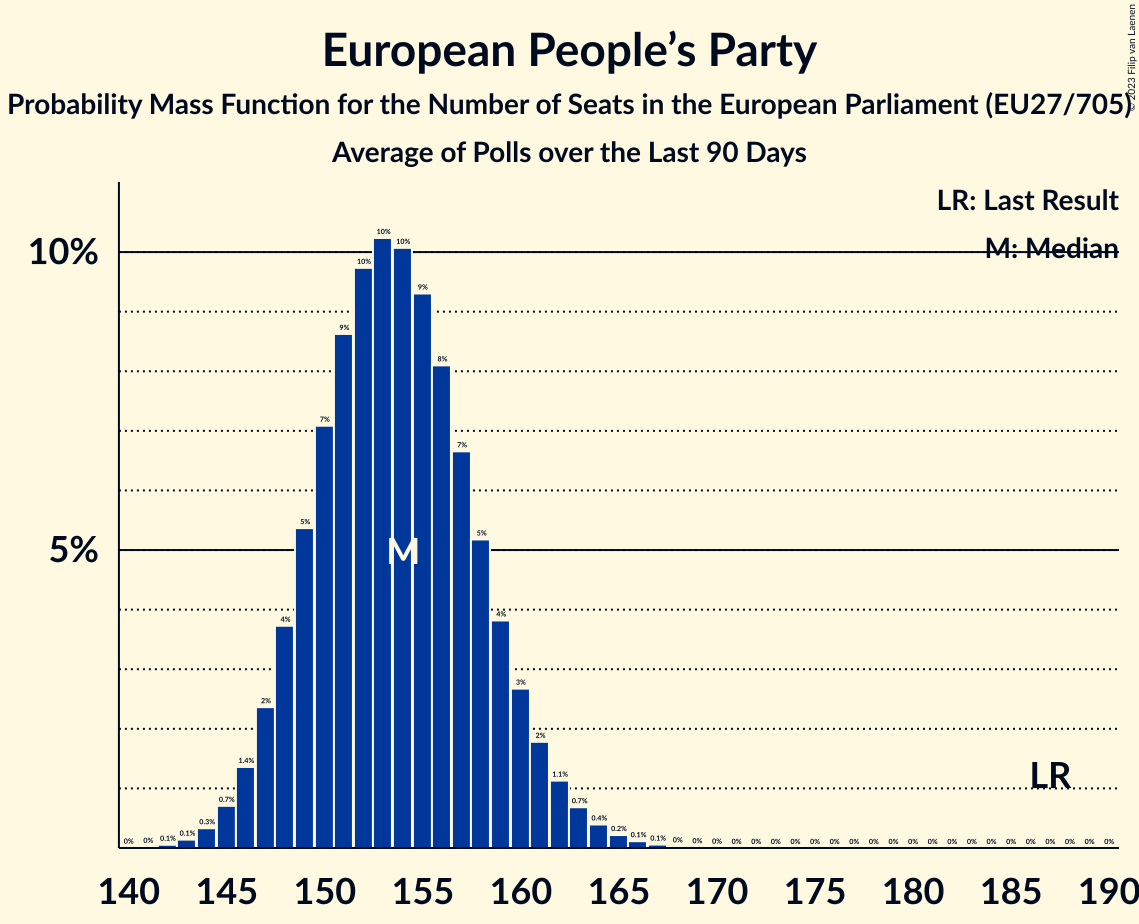 European People’s Party
Probability Mass Function for the Number of Seats in the European Parliament (EU27/705)
Average of Polls over the Last 90 Days
© 2023 Filip van Laenen
LR: Last Result
M: Median
10%
5%
0% 0% 0.1% 0.1% 0.3% 0.7% 1.4% 2% 4% 5% 7% 9% 10% 10% 10% 9% 8% 7% 5% 4% 3% 2% 1.1% 0.7% 0.4% 0.2% 0.1% 0.1% 0% 0% 0% 0% 0% 0% 0% 0% 0% 0% 0% 0% 0% 0% 0% 0% 0% 0% 0% 0% 0% 0% 0%
M
LR
140 145 150 155 160 165 170 175 180 185 190